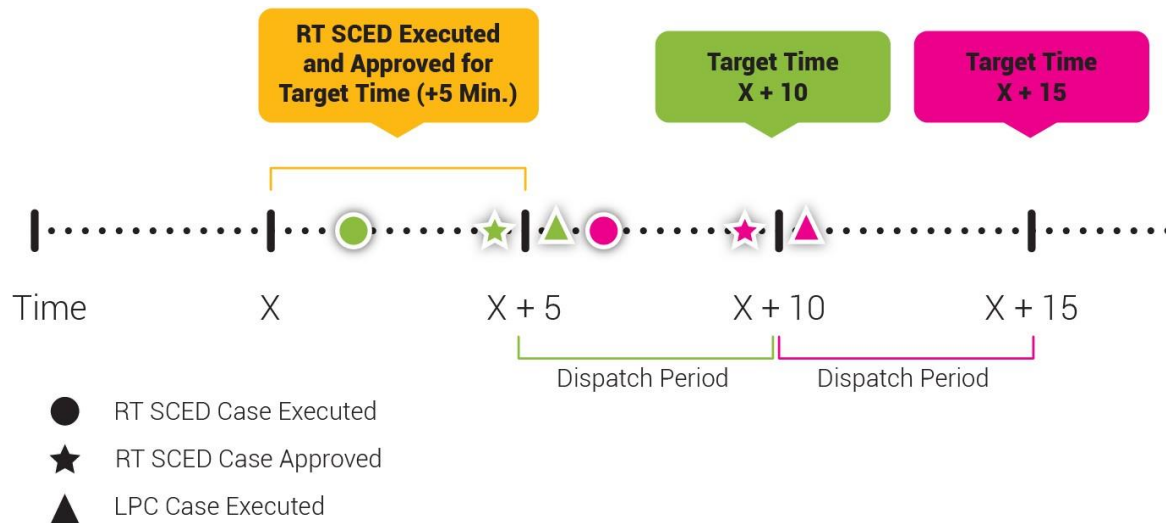 RT SCED Executed
and Approved for
Target Time (+5 Min.)
Target Time
X + 10
Target Time
X + 15
Time
X
X + 5
X + 10
X + 15
Dispatch Period
Dispatch Period
RT SCED Case Executed
RT SCED Case Approved
LPC Case Executed